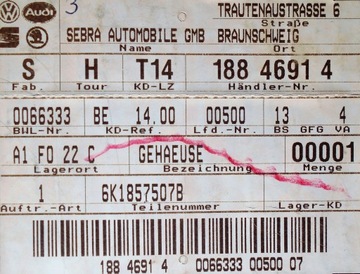 3
Audi
TRAUTENAUSTRASSE 6
Straße
SEAT
SEBRA AUTOMOBILE GMB BRAUNSCHWEIG
Name Ort
S H T14 188 4691 4
Fab. Tour KD-LZ Händler-Nr.
0066333 BE 14.00 00500 13 4
BWL-Nr. KD-Ref. Lfd.-Nr. BS GFG VA
A1 FO 22 C GEHAEUSE 00001
Lagerort Bezeichnung Menge
1 6K1857507B
Auftr.-Art Teilenummer Lager-KD
188 4691 4 0066333 00500 07